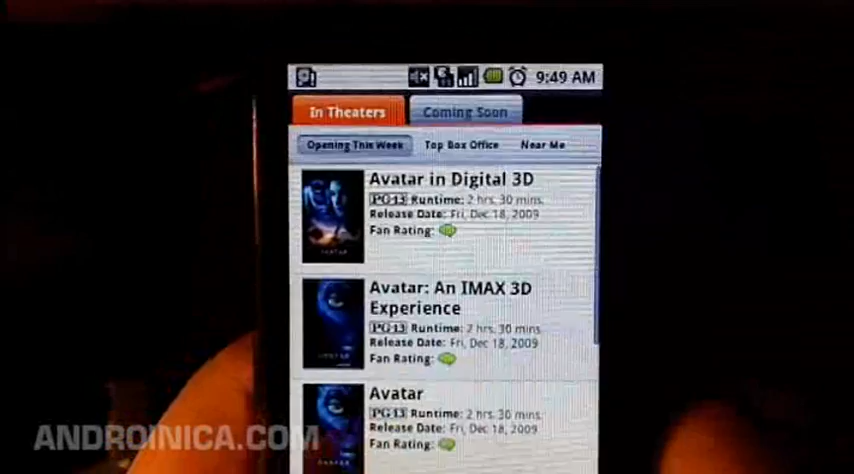 9:49 AM
In Theaters Coming Soon
Opening This Week Top Box Office Near Me
Avatar in Digital 3D
PG-13 Runtime: 2 hrs. 30 mins.
Release Date: Fri, Dec 18, 2009
Fan Rating:
Avatar: An IMAX 3D
Experience
PG-13 Runtime: 2 hrs. 30 mins.
Release Date: Fri, Dec 18, 2009
Fan Rating:
Avatar
PG-13 Runtime: 2 hrs. 30 mins.
Release Date: Fri, Dec 18, 2009
Fan Rating:
AVATAR
AVATAR
AVATAR
ANDROINICA.COM